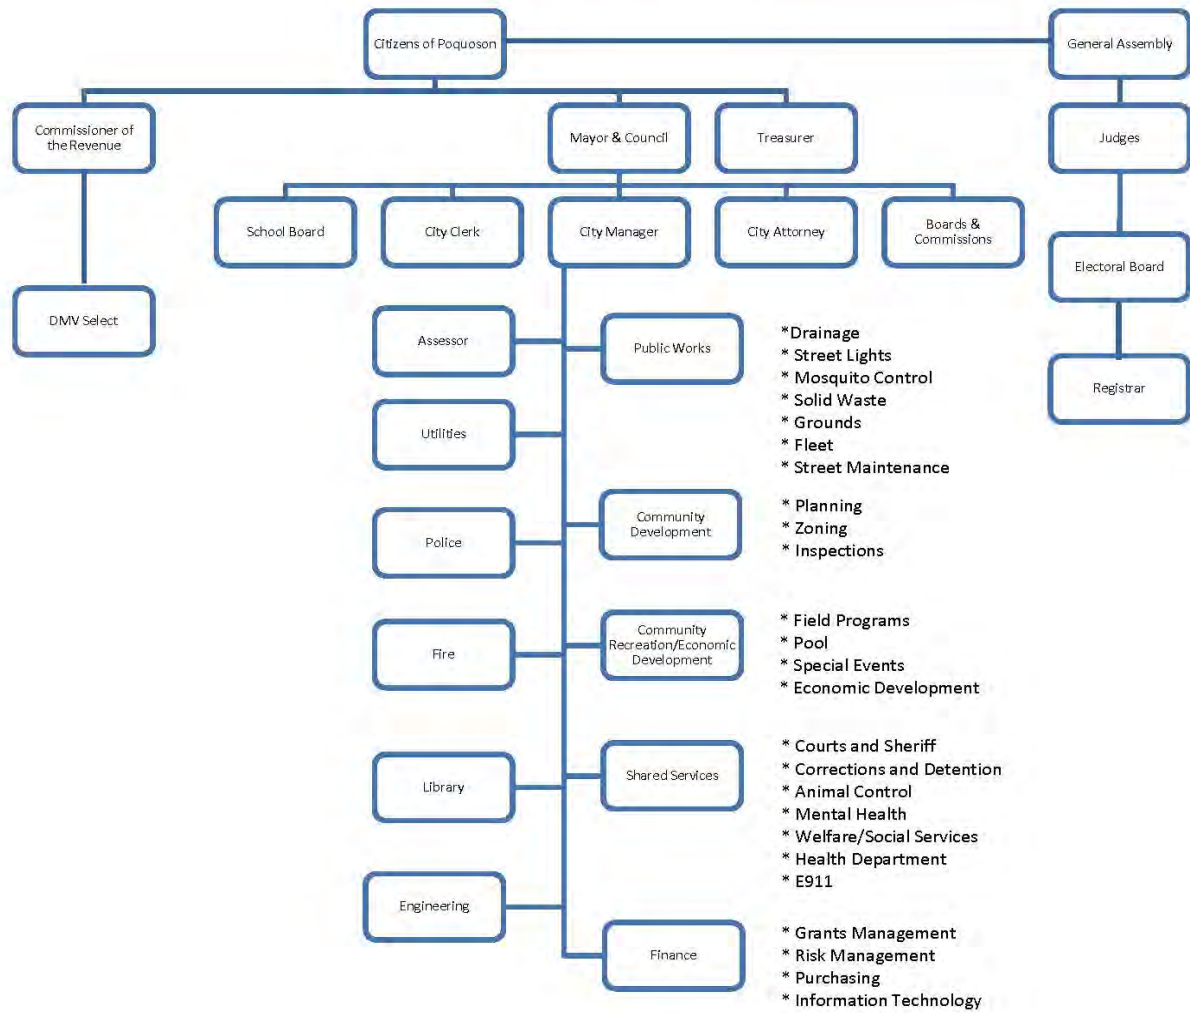 Citizens of Poquoson
General Assembly
Commissioner of
the Revenue
Mayor & Council
Treasurer
Judges
School Board
City Clerk
City Manager
City Attorney
Boards &
Commissions
Electoral Board
DMV Select
Assessor
Public Works
*Drainage
* Street Lights
* Mosquito Control
* Solid Waste
* Grounds
* Fleet
* Street Maintenance
Registrar
Utilities
Community
Development
* Planning
* Zoning
* Inspections
Police
Community
Recreation/Economic
Development
* Field Programs
* Pool
* Special Events
* Economic Development
Fire
Shared Services
* Courts and Sheriff
* Corrections and Detention
* Animal Control
* Mental Health
* Welfare/Social Services
* Health Department
* E911
Library
Engineering
Finance
* Grants Management
* Risk Management
* Purchasing
* Information Technology